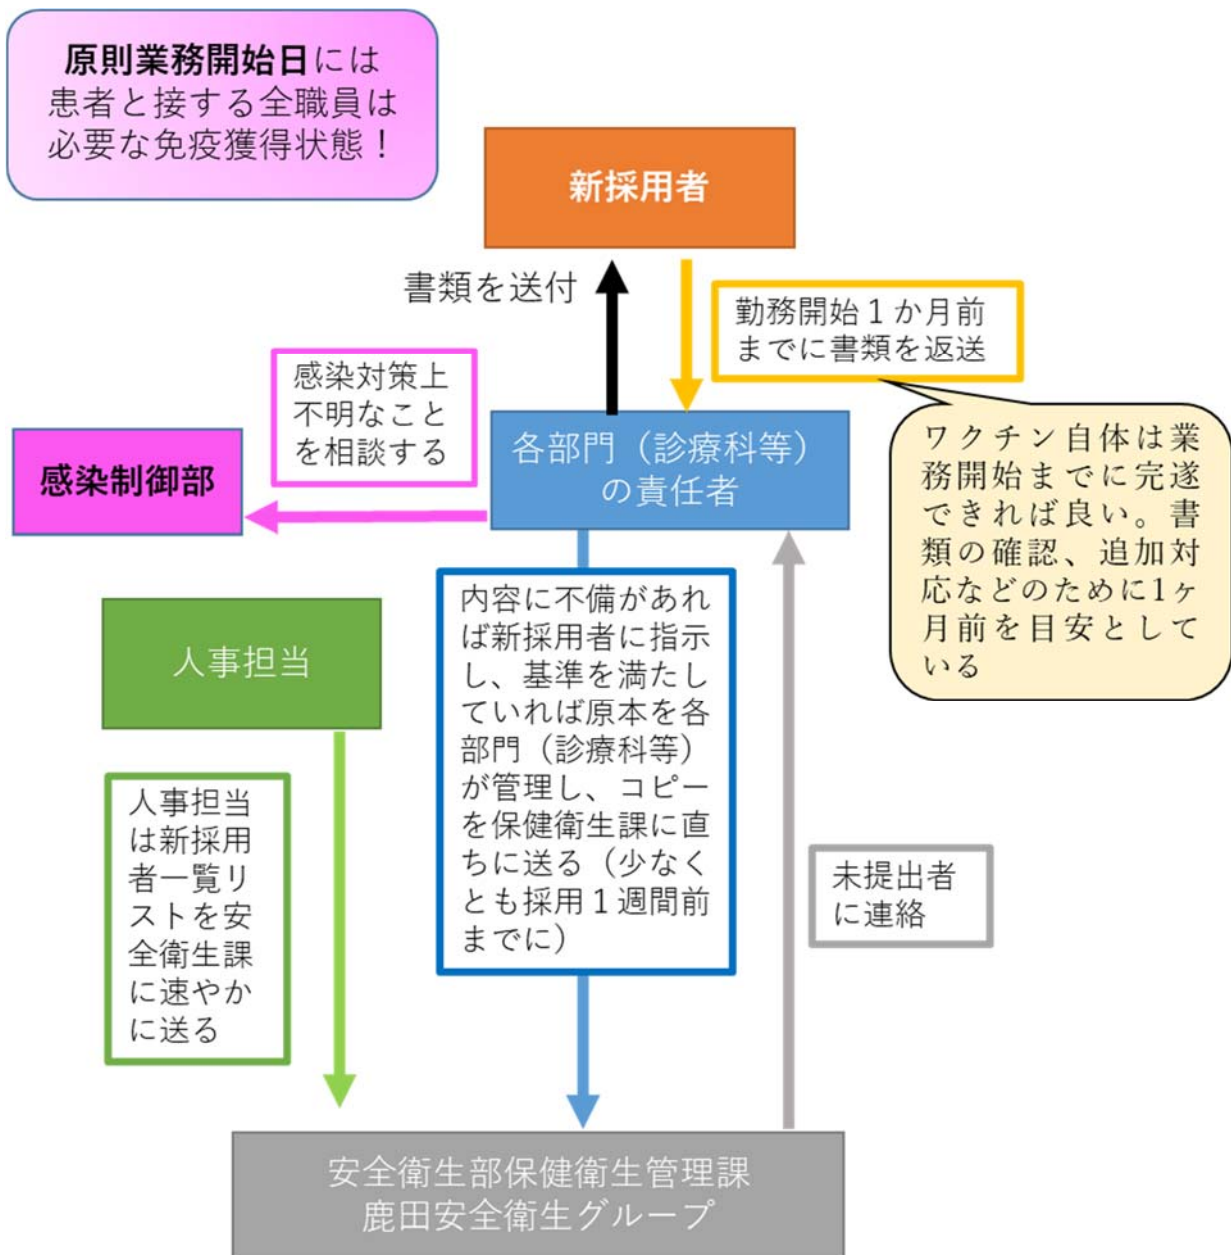 原則業務開始日には
患者と接する全職員は
必要な免疫獲得状態！
新採用者
書類を送付
勤務開始１か月前
までに書類を返送
感染対策上
不明なこと
を相談する
各部門（診療科等）
の責任者
感染制御部
ワクチン自体は業
務開始までに完遂
できれば良い。書
類の確認、追加対
応などのために1ヶ
月前を目安として
いる
人事担当
内容に不備があれ
ば新採用者に指示
し、基準を満たし
ていれば原本を各
部門（診療科等）
が管理し、コピー
を保健衛生課に直
ちに送る（少なく
とも採用１週間前
までに）
人事担当
は新採用
者一覧リ
ストを安
全衛生課
に速やか
に送る
未提出者
に連絡
安全衛生部保健衛生管理課
鹿田安全衛生グループ